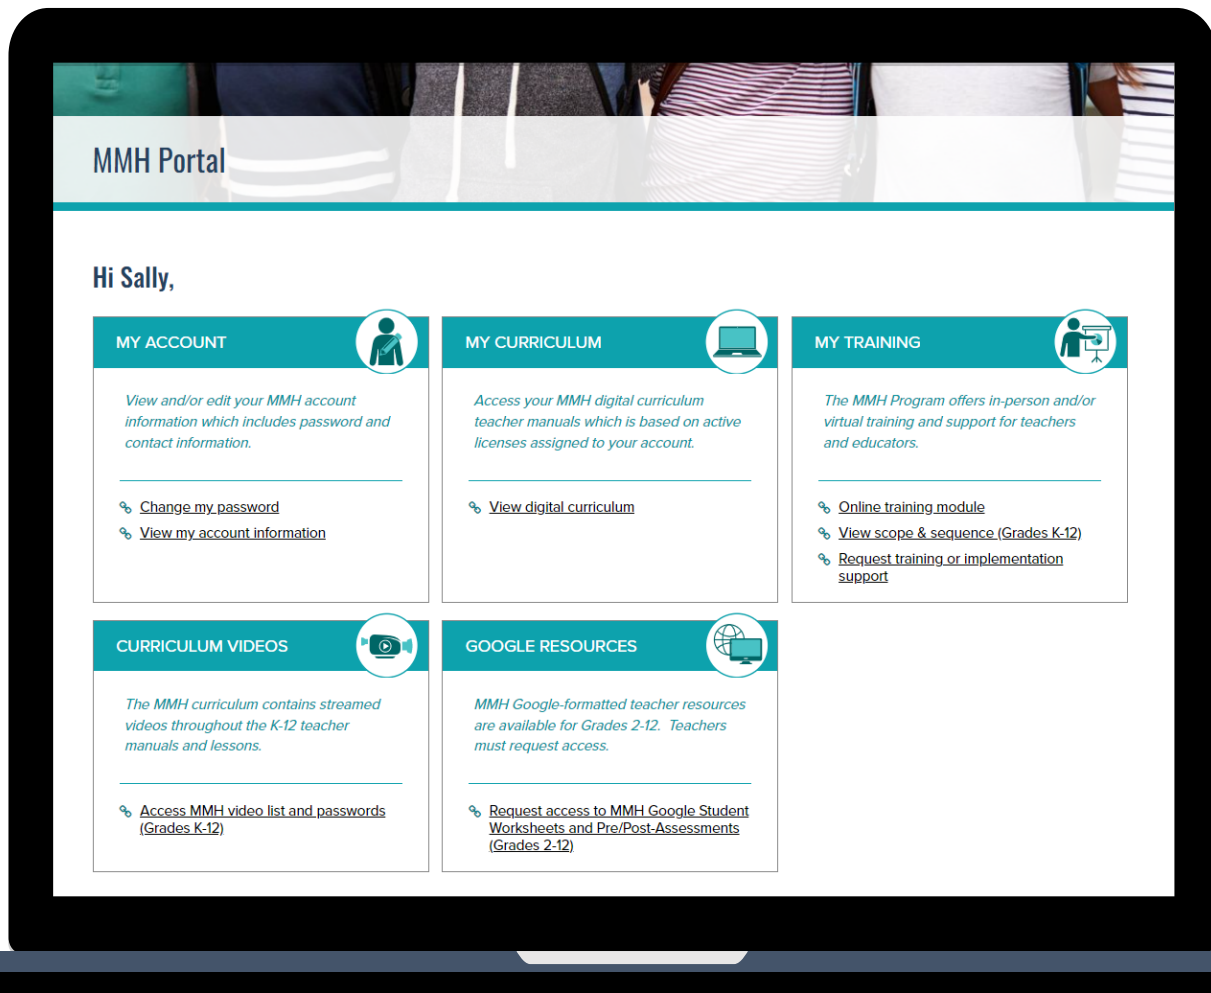 MMH Portal
Hi Sally,
MY ACCOUNT
View and/or edit your MMH account
information which includes password and
contact information.
Change my password
View my account information
MY CURRICULUM
Access your MMH digital curriculum
teacher manuals which is based on active
licenses assigned to your account.
View digital curriculum
MY TRAINING
The MMH Program offers in-person and/or
virtual training and support for teachers
and educators.
Online training module
View scope & sequence (Grades K-12)
Request training or implementation
support
CURRICULUM VIDEOS
The MMH curriculum contains streamed
videos throughout the K-12 teacher
manuals and lessons.
Access MMH video list and passwords
(Grades K-12)
GOOGLE RESOURCES
MMH Google-formatted teacher resources
are available for Grades 2-12. Teachers
must request access.
Request access to MMH Google Student
Worksheets and Pre/Post-Assessments
(Grades 2-12)